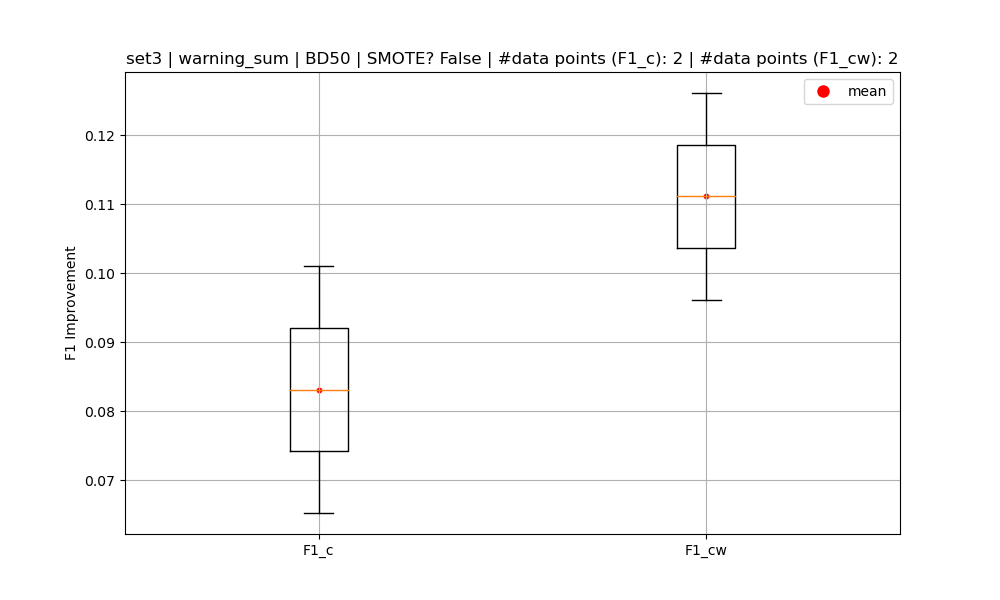 set3 | warning_sum | BD50 | SMOTE? False | #data points (F1_c): 2 | #data points (F1_cw): 2
mean
0.12
0.11
0.10
0.09
0.08
0.07
F1 Improvement
F1_c
F1_cw